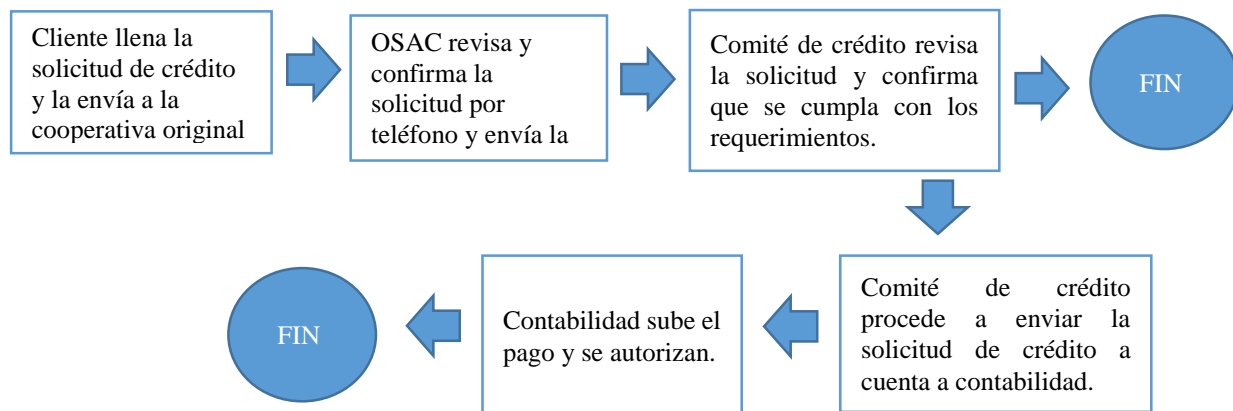 Cliente llena la
solicitud de crédito
y la envía a la
cooperativa original
OSAC revisa y
confirma la
solicitud por
teléfono y envía la
Comité de crédito revisa
la solicitud y confirma
que se cumpla con los
requerimientos.
FIN
Comité de crédito
procede a enviar la
solicitud de crédito a
cuenta a contabilidad.
Contabilidad sube el
pago y se autorizan.
FIN